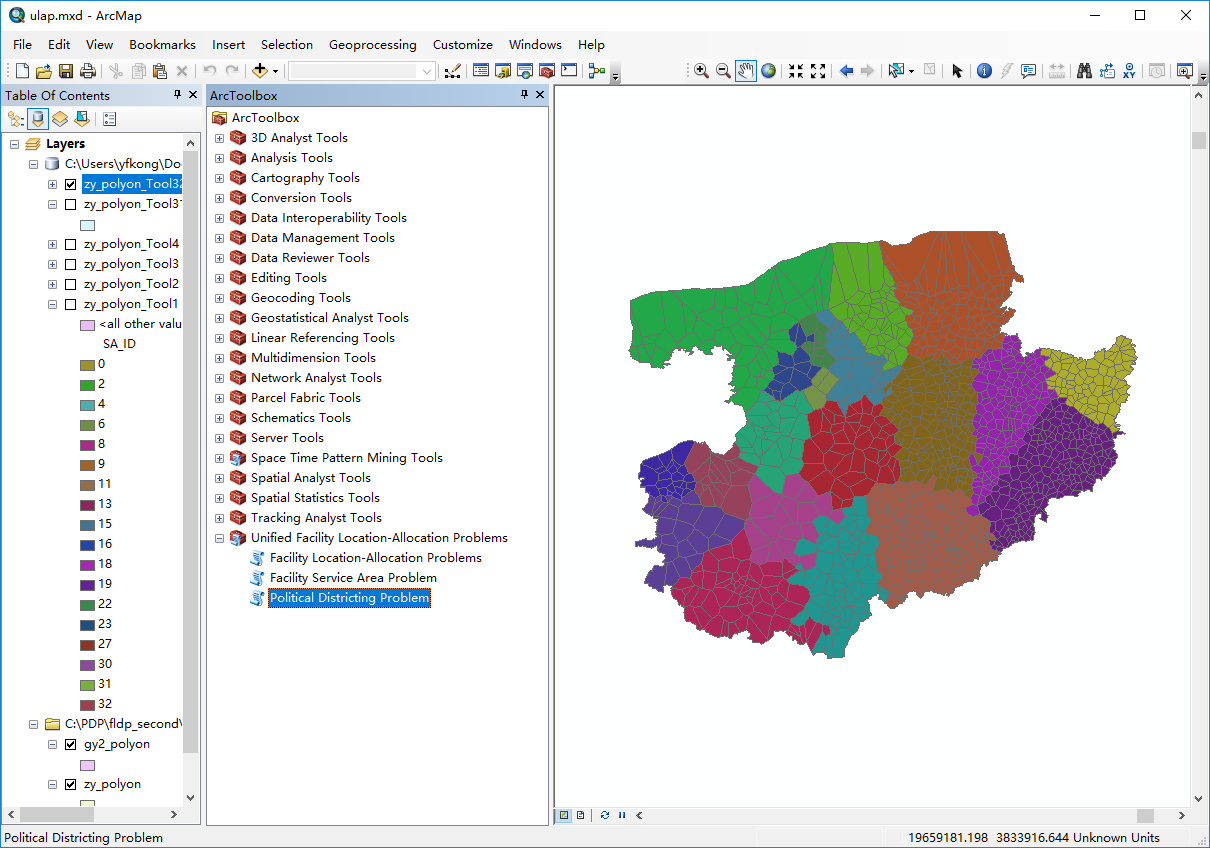 ulap.mxd - ArcMap
File Edit View Bookmarks Insert Selection Geoprocessing Customize Windows Help
Table Of Contents
Layers
C:\Users\yfkong\Do
zy_polyon_Tool32
zy_polyon_Tool31
zy_polyon_Tool4
zy_polyon_Tool3
zy_polyon_Tool2
zy_polyon_Tool1
<all other valu
SA_ID
0
2
4
6
8
9
11
13
15
16
18
19
22
23
27
30
31
32
C:\PDP\fldp_second\
gy2_polyon
zy_polyon
ArcToolbox
ArcToolbox
3D Analyst Tools
Analysis Tools
Cartography Tools
Conversion Tools
Data Interoperability Tools
Data Management Tools
Data Reviewer Tools
Editing Tools
Geocoding Tools
Geostatistical Analyst Tools
Linear Referencing Tools
Multidimension Tools
Network Analyst Tools
Parcel Fabric Tools
Schematics Tools
Server Tools
Space Time Pattern Mining Tools
Spatial Analyst Tools
Spatial Statistics Tools
Tracking Analyst Tools
Unified Facility Location-Allocation Problems
Facility Location-Allocation Problems
Facility Service Area Problem
Political Districting Problem
XY
Political Districting Problem
19659181.198 3833916.644 Unknown Units